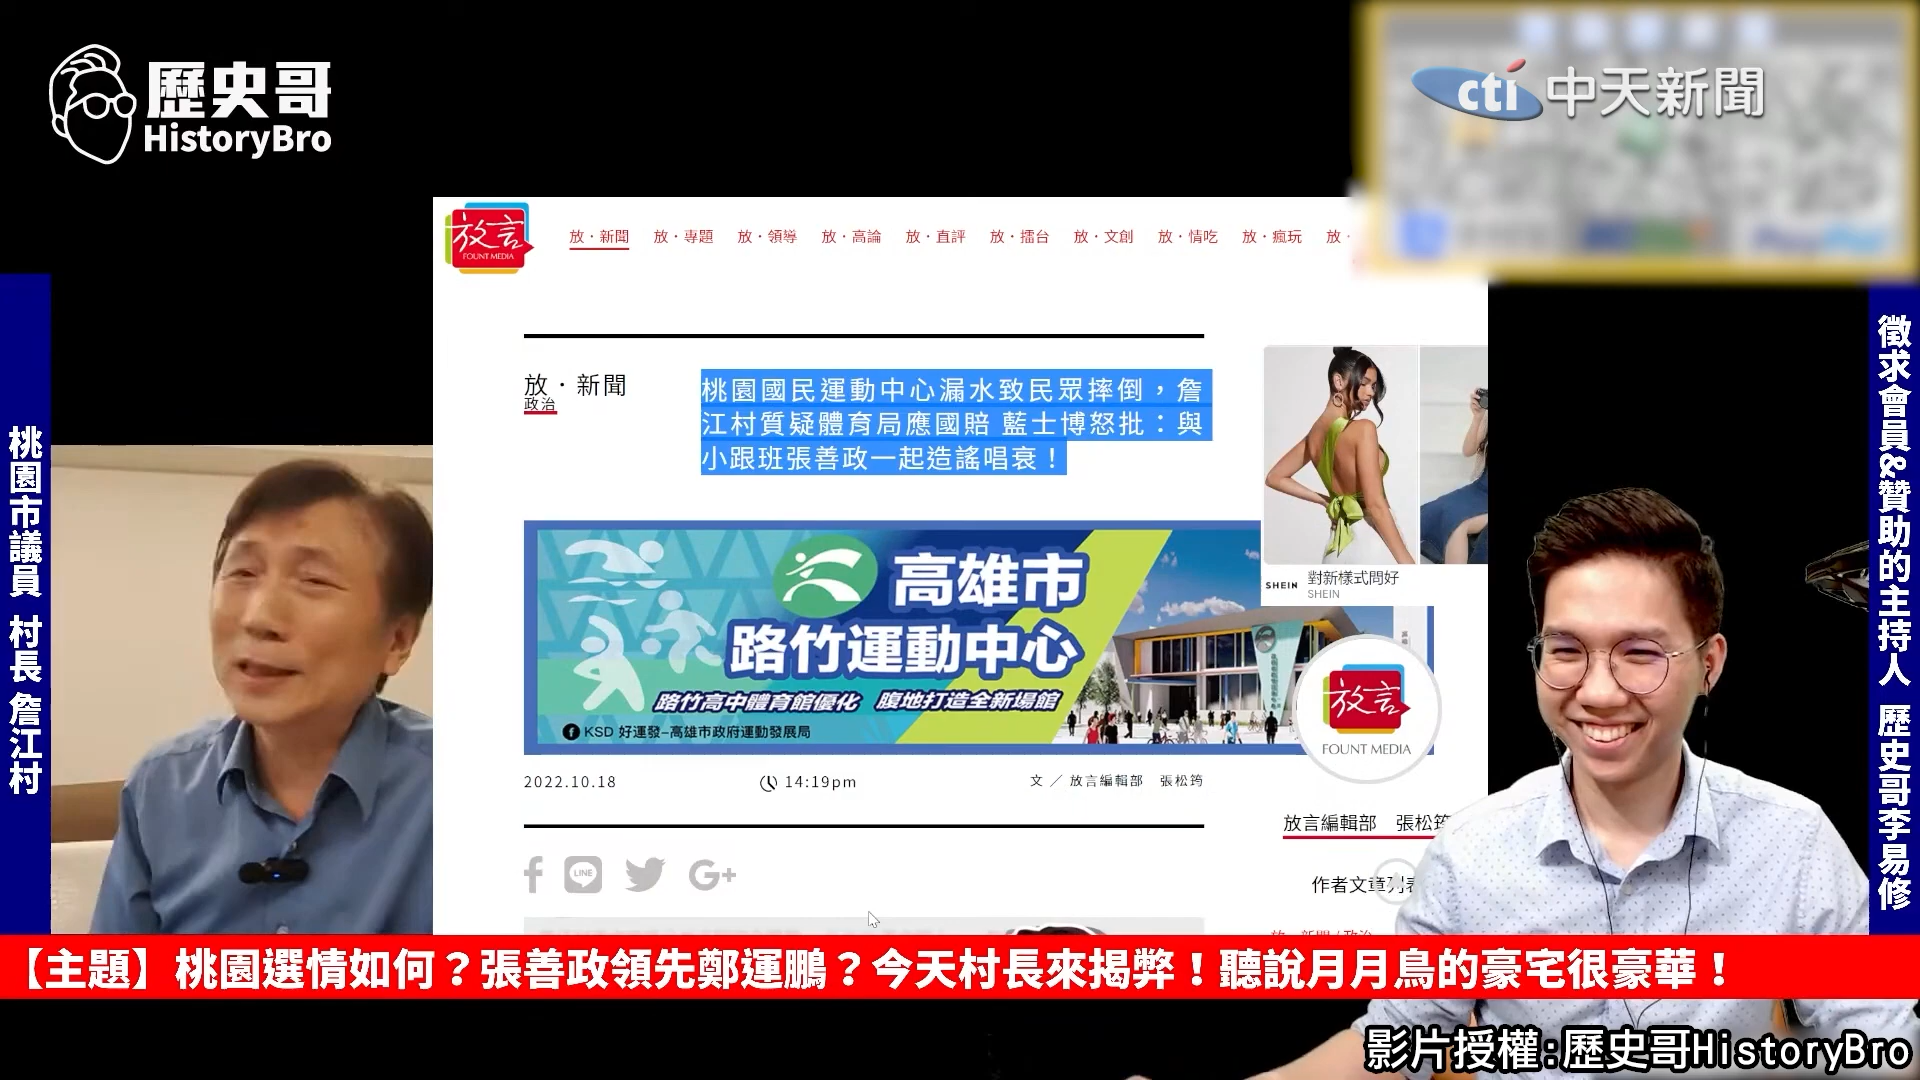 歷史哥
HistoryBro
cti 中天新聞
放言
FOUNT MEDIA
放・新聞 放・專題 放・領導 放・高論 放・直評 放・擂台 放・文創 放・情吃 放・瘋玩 放・
放・新聞
政治
桃園國民運動中心漏水致民眾摔倒，詹
江村質疑體育局應國賠 藍士博怒批：與
小跟班張善政一起造謠唱衰！
SHEIN
對新樣式問好
SHEIN
高雄市
路竹運動中心
路竹高中體育館優化 腹地打造全新場館
KSD 好運發-高雄市政府運動發展局
放言
FOUNT MEDIA
2022.10.18
14:19pm
文 ／ 放言編輯部 張松筠
放言編輯部 張松筠
作者文章列表
LINE
G+
桃園市議員 村長 詹江村
徵求會員&贊助的主持人 歷史哥李易修
【主題】桃園選情如何？張善政領先鄭運鵬？今天村長來揭弊！聽說月月鳥的豪宅很豪華！
影片授權:歷史哥HistoryBro